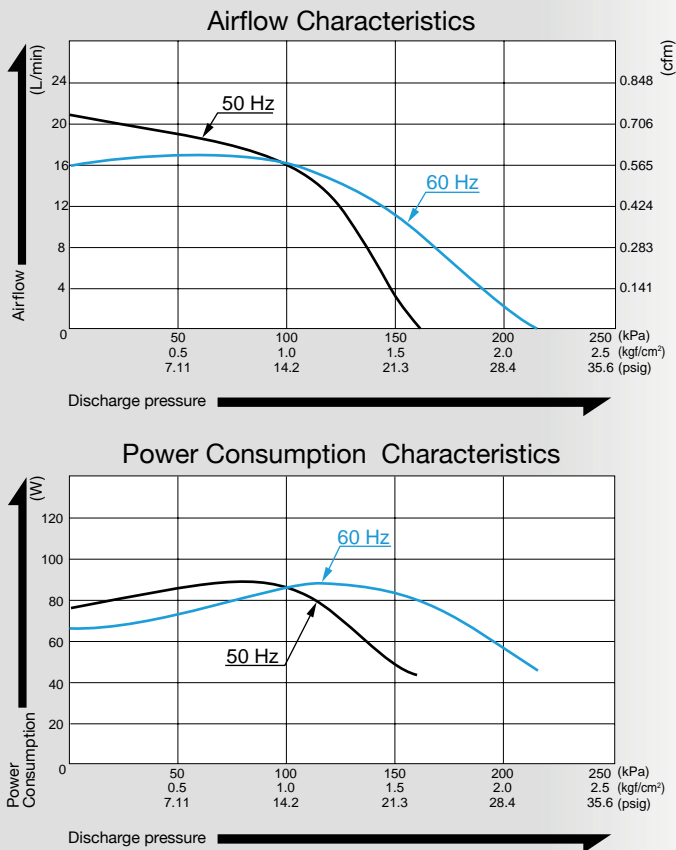 Airflow Characteristics
(L/min)
(cfm)
24
0.848
50 Hz
20
0.706
16
0.565
60 Hz
12
0.424
8
0.283
4
0.141
Airflow
0
50
100
150
200
250
(kPa)
0.5
1.0
1.5
2.0
2.5
(kgf/cm²)
7.11
14.2
21.3
28.4
35.6
(psig)
Discharge pressure
Power Consumption Characteristics
(W)
120
60 Hz
100
80
60
50 Hz
40
20
Power
Consumption
0
50
100
150
200
250
(kPa)
0.5
1.0
1.5
2.0
2.5
(kgf/cm²)
7.11
14.2
21.3
28.4
35.6
(psig)
Discharge pressure